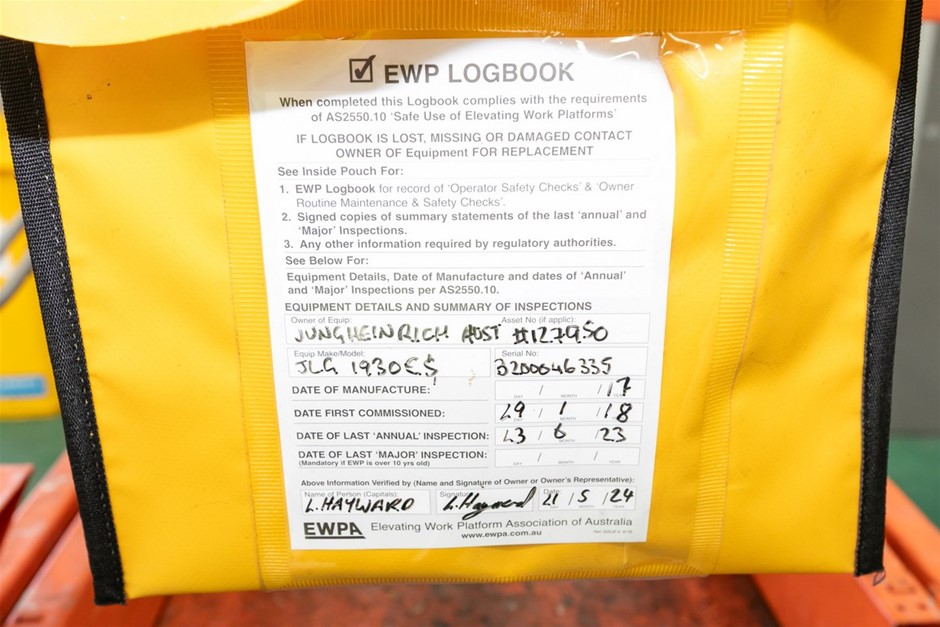 EWP LOGBOOK
When completed this Logbook complies with the requirements
of AS2550.10 'Safe Use of Elevating Work Platforms'
IF LOGBOOK IS LOST, MISSING OR DAMAGED CONTACT
OWNER OF Equipment FOR REPLACEMENT
See Inside Pouch For:
1. EWP Logbook for record of 'Operator Safety Checks' & 'Owner
Routine Maintenance & Safety Checks'.
2. Signed copies of summary statements of the last 'annual' and
'Major' Inspections.
3. Any other information required by regulatory authorities.
See Below For:
Equipment Details, Date of Manufacture and dates of 'Annual'
and 'Major' Inspections per AS2550.10.
EQUIPMENT DETAILS AND SUMMARY OF INSPECTIONS
Owner of Equip: Asset No (if applic):
JUNGHEINRICH AUST #127950
Equip Make/Model: Serial No:
JLG 1930ES 3200046335
DATE OF MANUFACTURE: / / 17
DAY MONTH YEAR
DATE FIRST COMMISSIONED: 29 / 1 / 18
DATE OF LAST 'ANNUAL' INSPECTION: 23 / 6 / 23
DATE OF LAST 'MAJOR' INSPECTION: / /
(Mandatory if EWP is over 10 yrs old) DAY MONTH YEAR
Above Information Verified by (Name and Signature of Owner or Owner's Representative):
Name of Person (Capitals): Signature: Date:
L. HAYWARD L. Hayward 11 / 5 / 24
EWPA Elevating Work Platform Association of Australia
www.ewpa.com.au